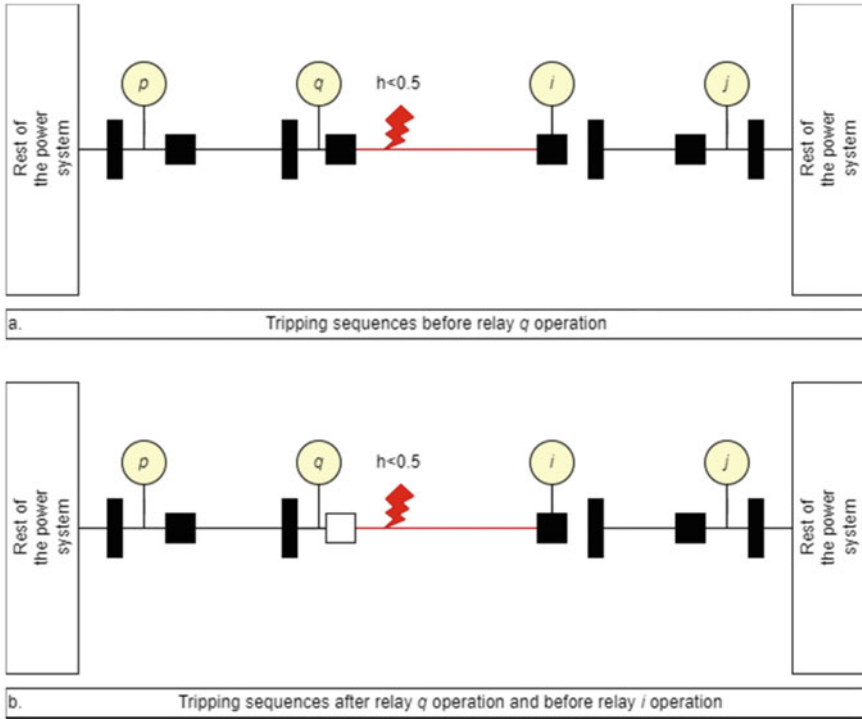 Rest of
the power
system
p
q
h<0.5
i
j
Rest of
the power
system
a. Tripping sequences before relay q operation
Rest of
the power
system
p
q
h<0.5
i
j
Rest of
the power
system
b. Tripping sequences after relay q operation and before relay i operation